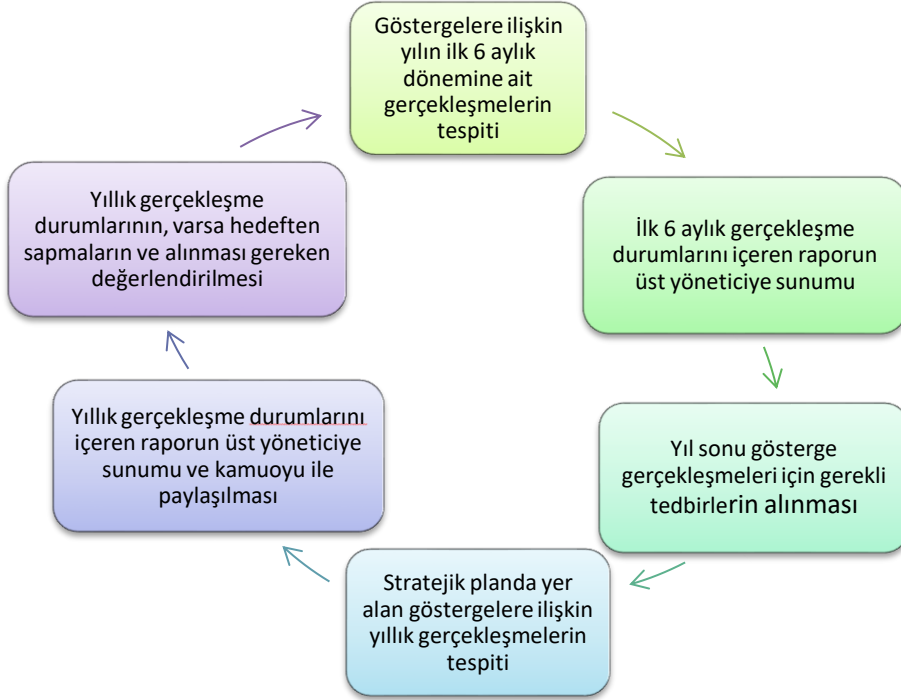 Göstergelere ilişkin
yılın ilk 6 aylık
dönemine ait
gerçekleşmelerin
tespiti
İlk 6 aylık gerçekleşme
durumlarını içeren raporun
üst yöneticiye sunumu
Yıl sonu gösterge
gerçekleşmeleri için gerekli
tedbirlerin alınması
Stratejik planda yer
alan göstergelere ilişkin
yıllık gerçekleşmelerin
tespiti
Yıllık gerçekleşme durumlarını
içeren raporun üst yöneticiye
sunumu ve kamuoyu ile
paylaşılması
Yıllık gerçekleşme
durumlarının, varsa hedeften
sapmaların ve alınması gereken
değerlendirilmesi